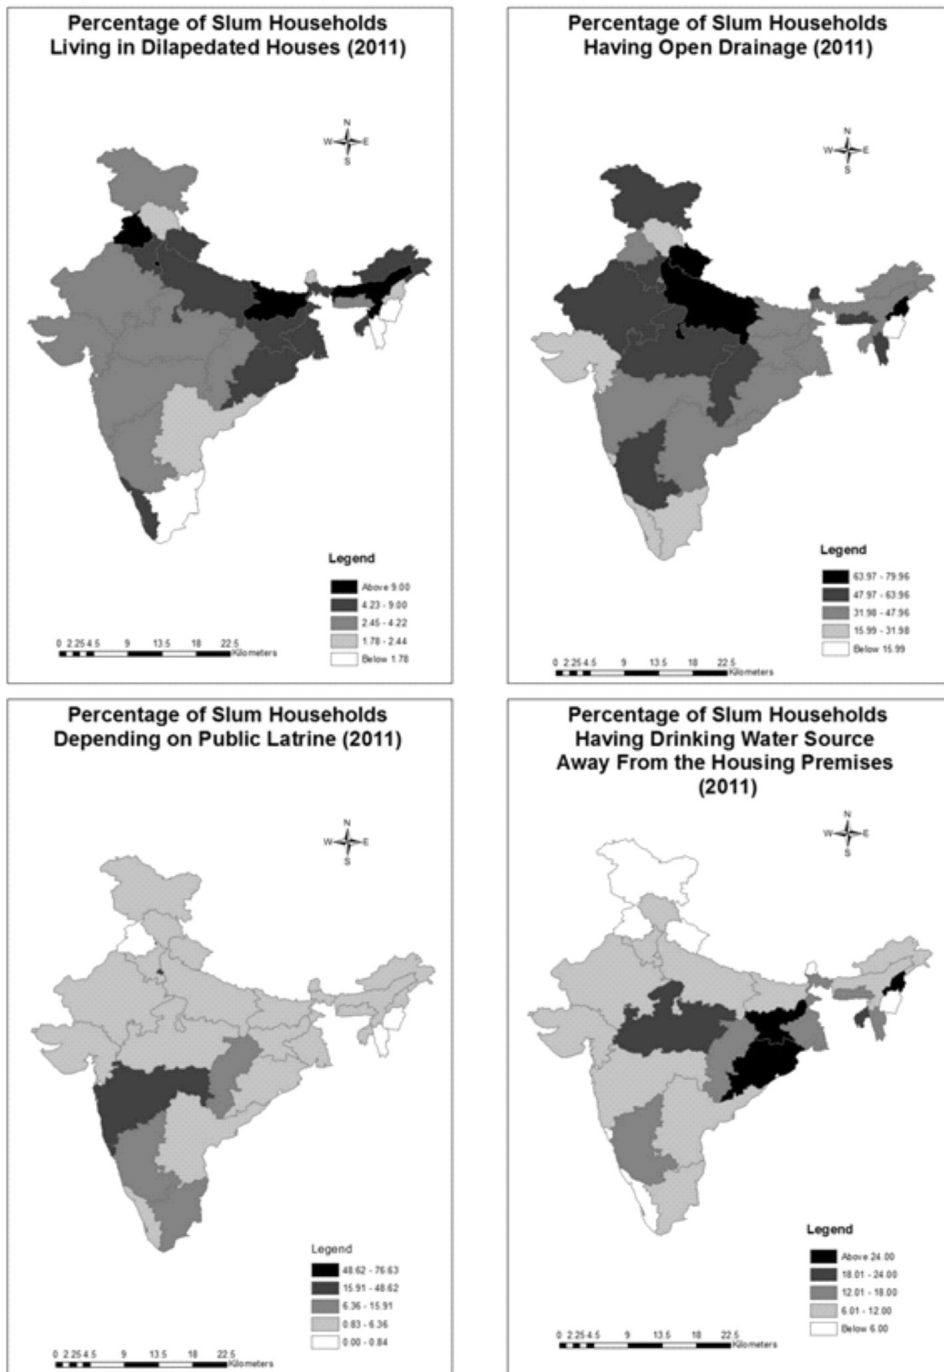 Percentage of Slum Households
Living in Dilapedated Houses (2011)
N
W E
S
Legend
Above 9.00
4.23 - 9.00
2.45 - 4.22
1.78 - 2.44
Below 1.78
0 2.25 4.5 9 13.5 18 22.5
Kilometers
Percentage of Slum Households
Having Open Drainage (2011)
N
W E
S
Legend
63.97 - 79.96
47.97 - 63.96
31.98 - 47.96
15.99 - 31.98
Below 15.99
0 2.25 4.5 9 13.5 18 22.5
Kilometers
Percentage of Slum Households
Depending on Public Latrine (2011)
N
W E
S
Legend
48.62 - 76.63
15.91 - 48.62
6.36 - 15.91
0.83 - 6.36
0.00 - 0.84
0 2.25 4.5 9 13.5 18 22.5
Kilometers
Percentage of Slum Households
Having Drinking Water Source
Away From the Housing Premises
(2011)
N
W E
S
Legend
Above 24.00
18.01 - 24.00
12.01 - 18.00
6.01 - 12.00
Below 6.00
0 2.25 4.5 9 13.5 18 22.5
Kilometers